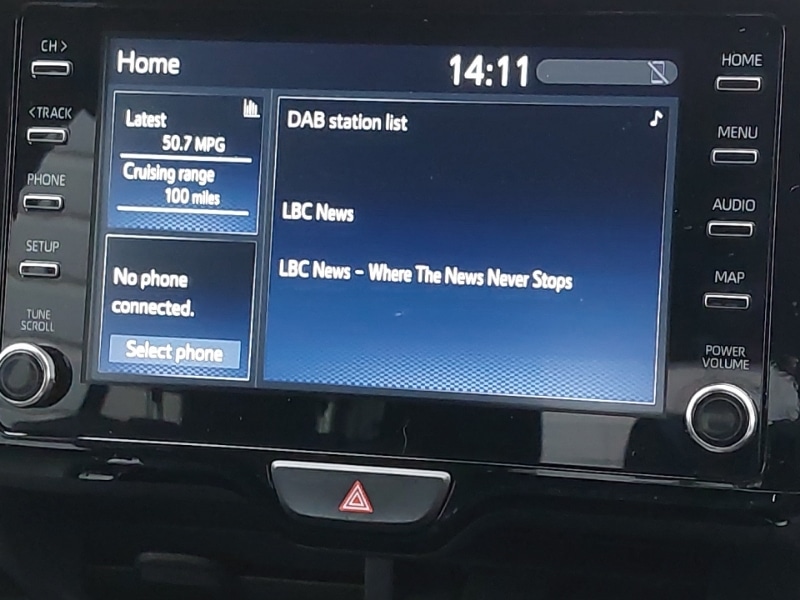 CH >
Home
14:11
HOME
<TRACK
Latest
50.7 MPG
Cruising range
100 miles
DAB station list
MENU
PHONE
LBC News
AUDIO
SETUP
No phone
connected.
Select phone
LBC News - Where The News Never Stops
MAP
TUNE
SCROLL
POWER
VOLUME